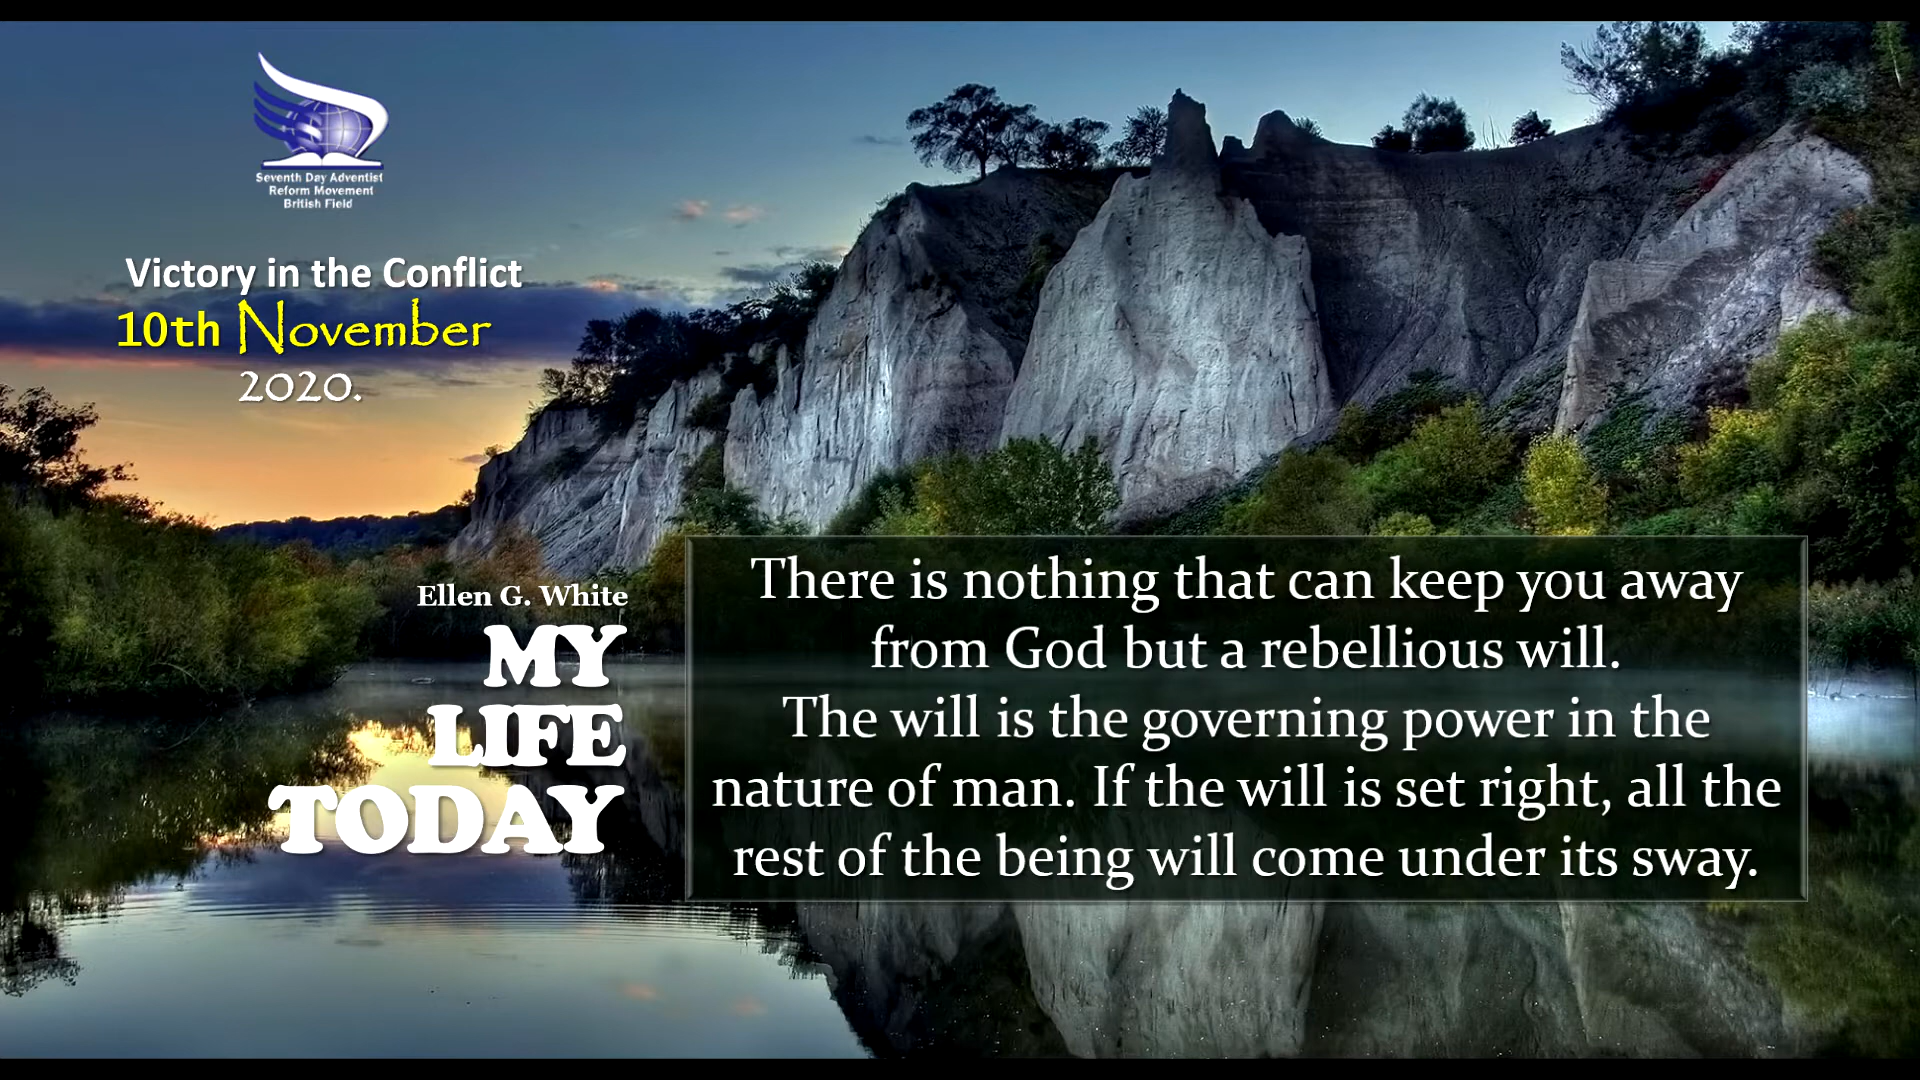 Seventh Day Adventist
Reform Movement
British Field
Victory in the Conflict
10th November
2020.
Ellen G. White
MY
LIFE
TODAY
There is nothing that can keep you away
from God but a rebellious will.
The will is the governing power in the
nature of man. If the will is set right, all the
rest of the being will come under its sway.